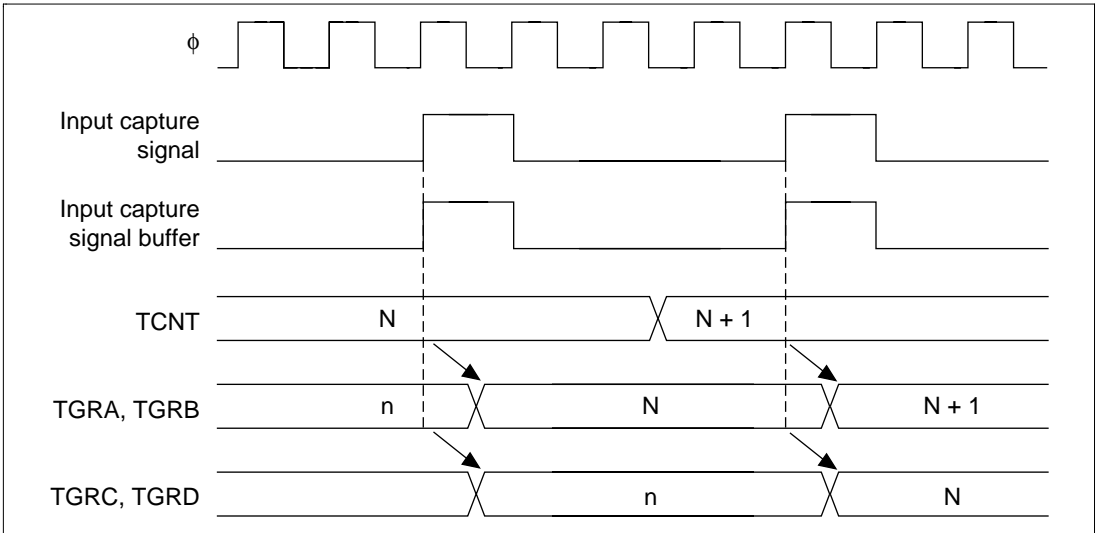 ϕ
Input capture
signal
Input capture
signal buffer
TCNT
N
N + 1
TGRA, TGRB
n
N
N + 1
TGRC, TGRD
n
N